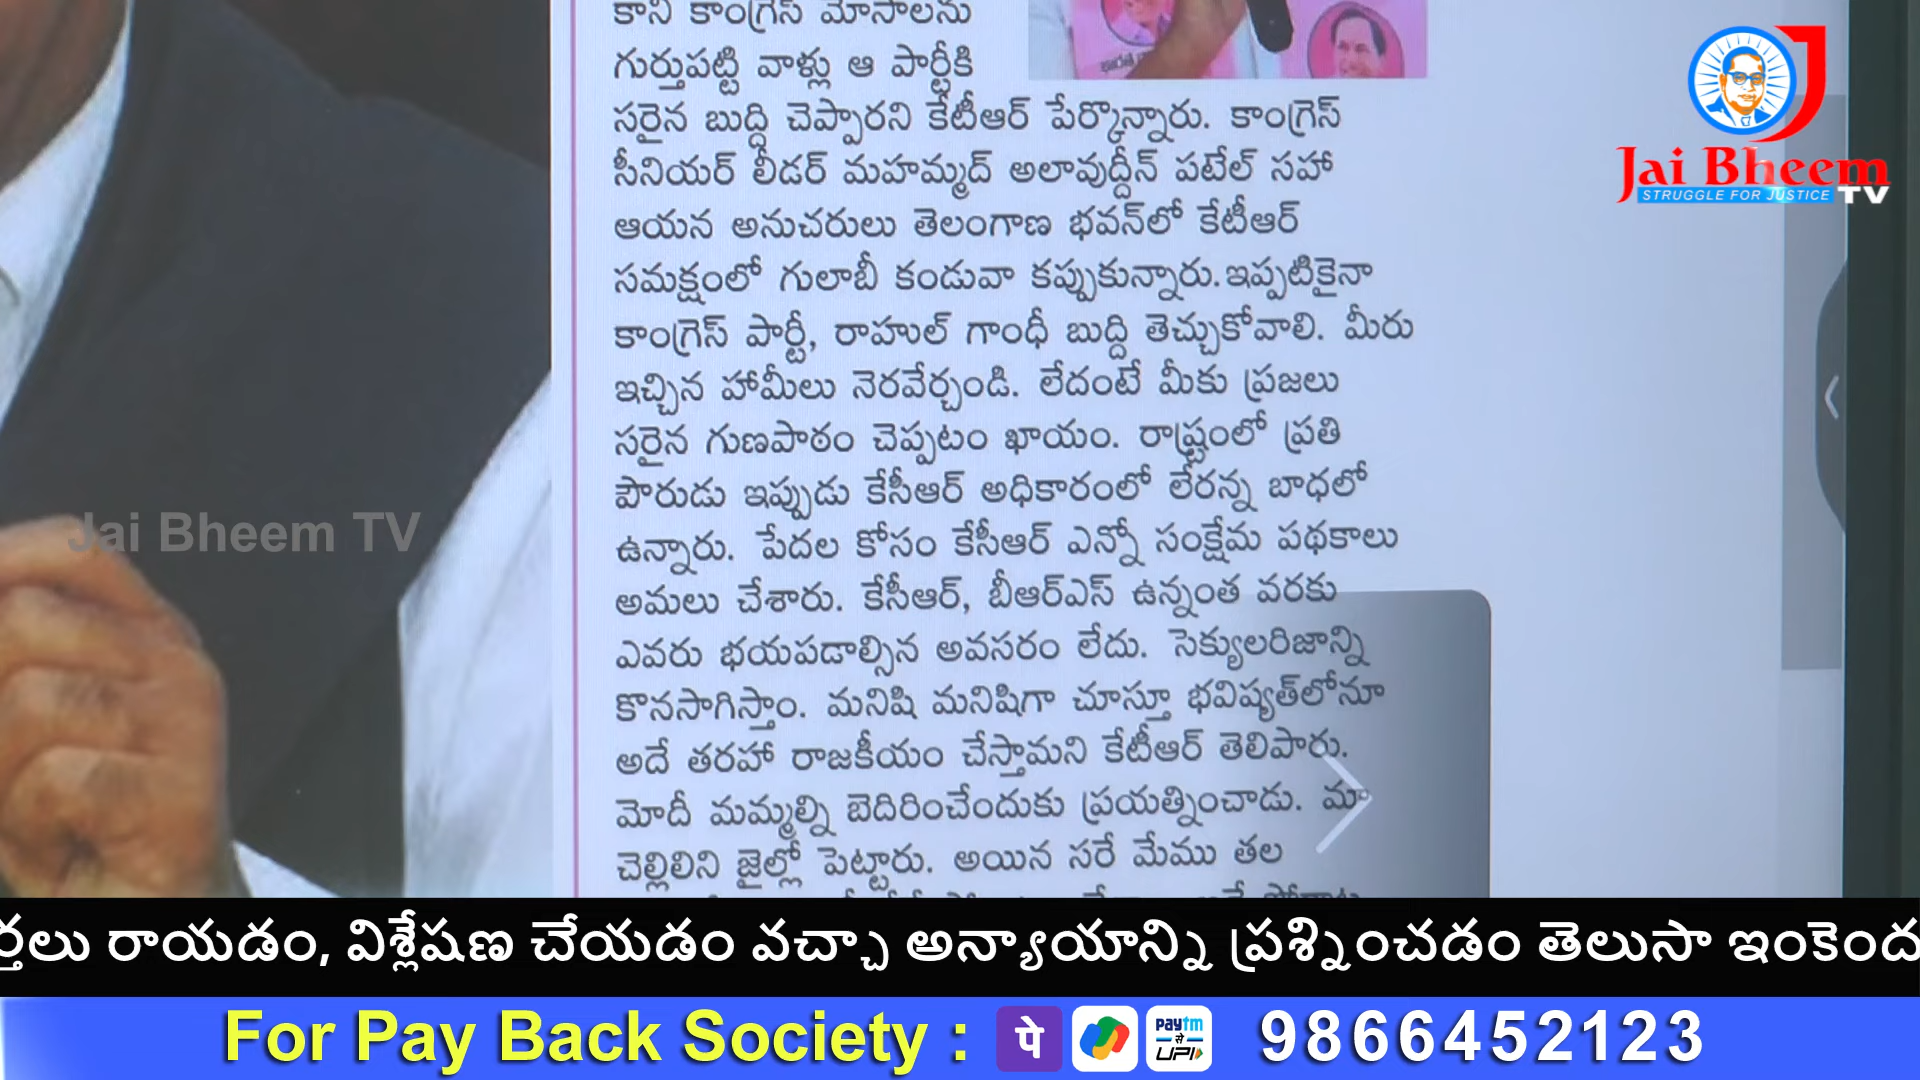 కాని కాంగ్రెస్ మోసాలను
గుర్తుపట్టి వాళ్లు ఆ పార్టీకి
సరైన బుద్ధి చెప్పారని కేటీఆర్ పేర్కొన్నారు. కాంగ్రెస్
సీనియర్ లీడర్ మహమ్మద్ అలావుద్దీన్ పటేల్ సహా
ఆయన అనుచరులు తెలంగాణ భవన్‌లో కేటీఆర్
సమక్షంలో గులాబీ కండువా కప్పుకున్నారు.ఇప్పటికైనా
కాంగ్రెస్ పార్టీ, రాహుల్ గాంధీ బుద్ధి తెచ్చుకోవాలి. మీరు
ఇచ్చిన హామీలు నెరవేర్చండి. లేదంటే మీకు ప్రజలు
సరైన గుణపాఠం చెప్పటం ఖాయం. రాష్ట్రంలో ప్రతి
పౌరుడు ఇప్పుడు కేసీఆర్ అధికారంలో లేరన్న బాధలో
ఉన్నారు. పేదల కోసం కేసీఆర్ ఎన్నో సంక్షేమ పథకాలు
అమలు చేశారు. కేసీఆర్, బీఆర్ఎస్ ఉన్నంత వరకు
ఎవరు భయపడాల్సిన అవసరం లేదు. సెక్యులరిజాన్ని
కొనసాగిస్తాం. మనిషి మనిషిగా చూస్తూ భవిష్యత్‌లోనూ
అదే తరహా రాజకీయం చేస్తామని కేటీఆర్ తెలిపారు.
మోదీ మమ్మల్ని బెదిరించేందుకు ప్రయత్నించాడు. మా
చెల్లిలిని జైల్లో పెట్టారు. అయిన సరే మేము తల
Jai Bheem TV
STRUGGLE FOR JUSTICE
Jai Bheem TV
ర్తలు రాయడం, విశ్లేషణ చేయడం వచ్చా అన్యాయాన్ని ప్రశ్నించడం తెలుసా ఇంకెంద
For Pay Back Society : पे paytm से UPI 9866452123